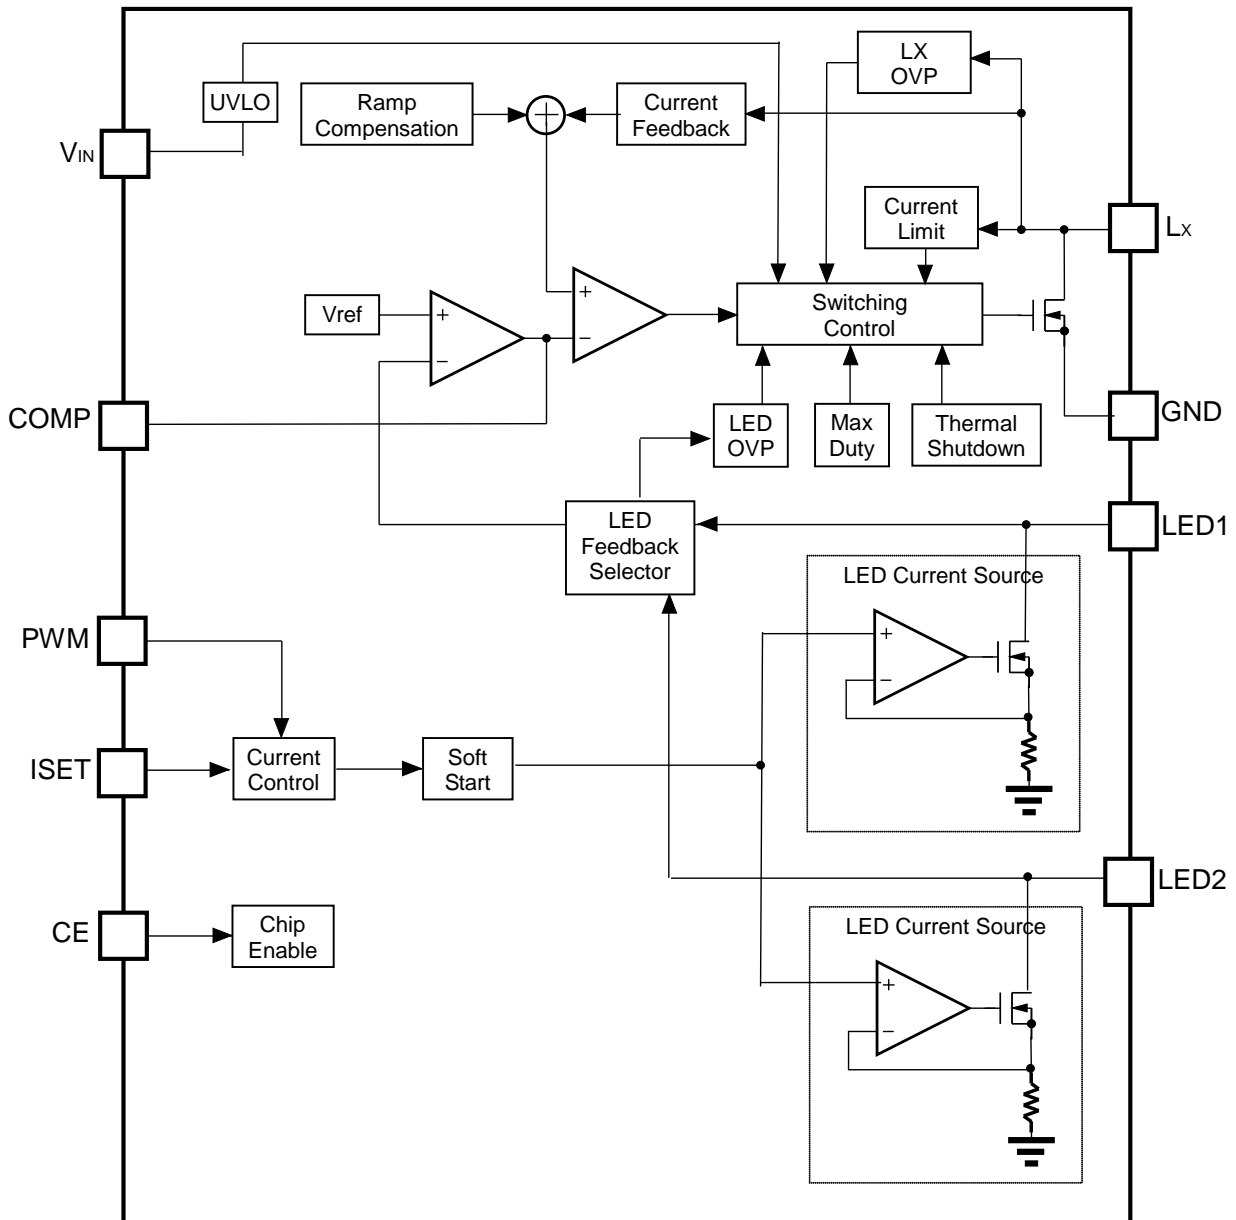 LX
OVP
UVLO
Ramp
Compensation
Current
Feedback
VIN
Current
Limit
LX
Vref
+
−
+
−
Switching
Control
COMP
GND
LED
OVP
Max
Duty
Thermal
Shutdown
LED
Feedback
Selector
LED1
LED Current Source
PWM
+
−
ISET
Current
Control
Soft
Start
LED2
CE
Chip
Enable
LED Current Source
+
−